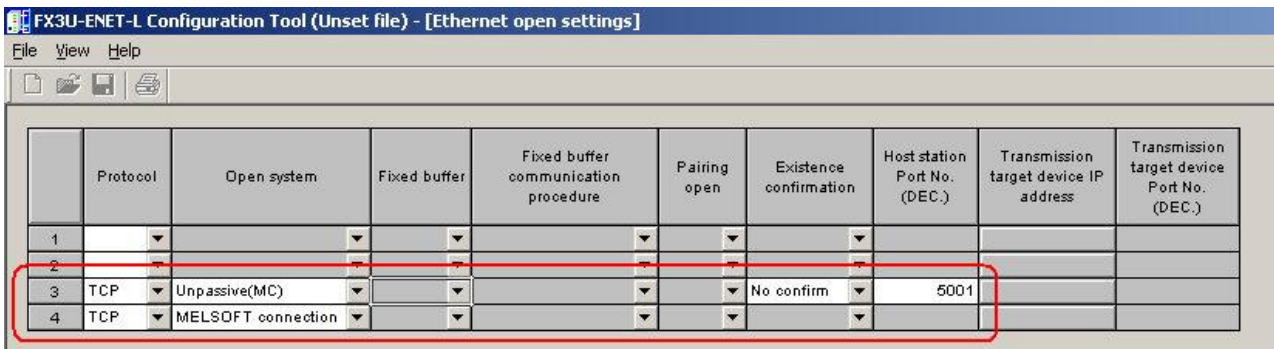 FX3U-ENET-L Configuration Tool (Unset file) - [Ethernet open settings]
File View Help
Protocol Open system Fixed buffer Fixed buffer communication procedure Pairing open Existence confirmation Host station Port No. (DEC.) Transmission target device IP address Transmission target device Port No. (DEC.)
1
2
3 TCP Unpassive(MC) No confirm 5001
4 TCP MELSOFT connection